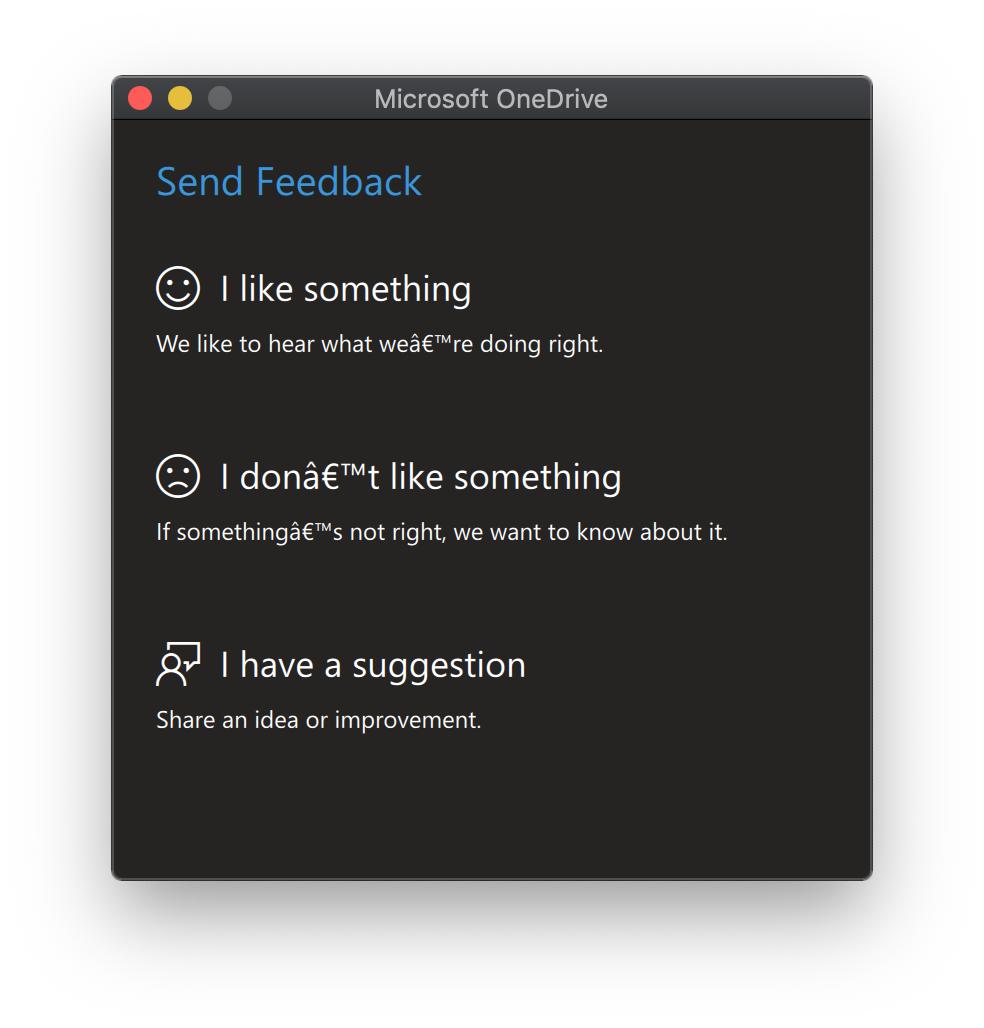 Microsoft OneDrive
Send Feedback
I like something
We like to hear what weâ€™re doing right.
I donâ€™t like something
If somethingâ€™s not right, we want to know about it.
I have a suggestion
Share an idea or improvement.